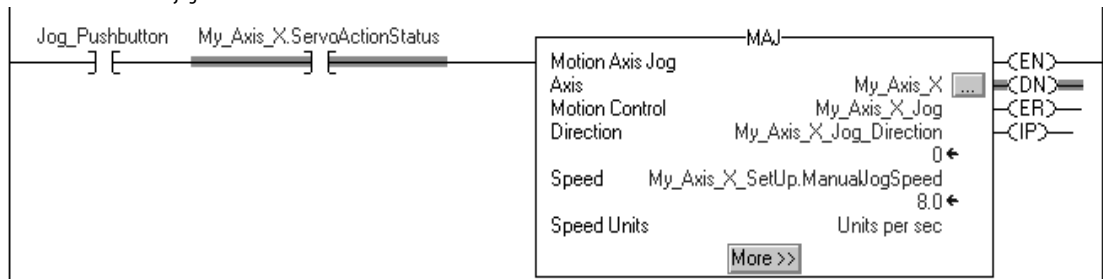 Jog_Pushbutton My_Axis_X.ServoActionStatus
MAJ
Motion Axis Jog
Axis My_Axis_X ...
Motion Control My_Axis_X_Jog
Direction My_Axis_X_Jog_Direction
0
Speed My_Axis_X_SetUp.ManualJogSpeed
8.0
Speed Units Units per sec
More >>
EN
DN
ER
IP